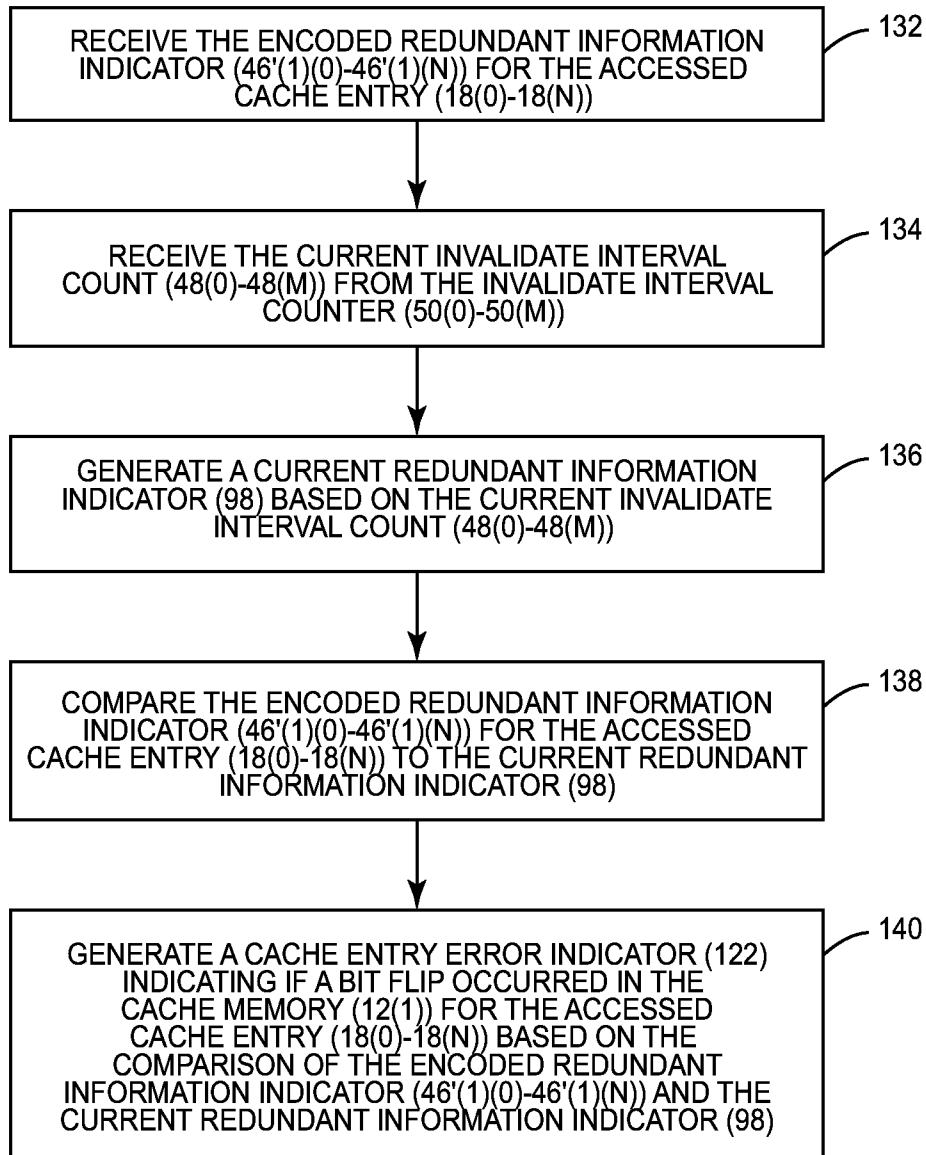 RECEIVE THE ENCODED REDUNDANT INFORMATION
INDICATOR (46'(1)(0)-46'(1)(N)) FOR THE ACCESSED
CACHE ENTRY (18(0)-18(N))
132
RECEIVE THE CURRENT INVALIDATE INTERVAL
COUNT (48(0)-48(M)) FROM THE INVALIDATE INTERVAL
COUNTER (50(0)-50(M))
134
GENERATE A CURRENT REDUNDANT INFORMATION
INDICATOR (98) BASED ON THE CURRENT INVALIDATE
INTERVAL COUNT (48(0)-48(M))
136
COMPARE THE ENCODED REDUNDANT INFORMATION
INDICATOR (46'(1)(0)-46'(1)(N)) FOR THE ACCESSED
CACHE ENTRY (18(0)-18(N)) TO THE CURRENT REDUNDANT
INFORMATION INDICATOR (98)
138
GENERATE A CACHE ENTRY ERROR INDICATOR (122)
INDICATING IF A BIT FLIP OCCURRED IN THE
CACHE MEMORY (12(1)) FOR THE ACCESSED
CACHE ENTRY (18(0)-18(N)) BASED ON THE
COMPARISON OF THE ENCODED REDUNDANT
INFORMATION INDICATOR (46'(1)(0)-46'(1)(N)) AND THE
CURRENT REDUNDANT INFORMATION INDICATOR (98)
140